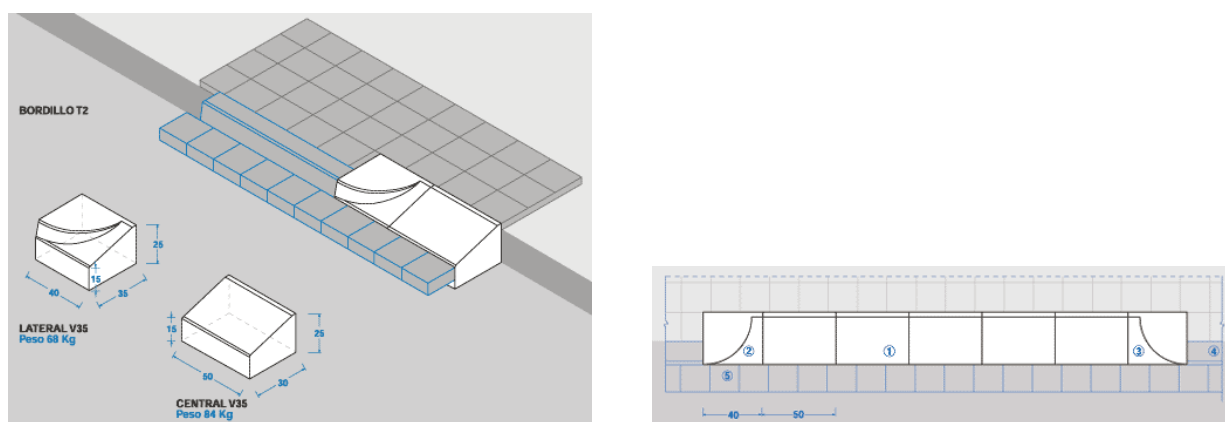 BORDILLO T2
25
15
40
35
LATERAL V35
Peso 68 Kg
15
25
50
30
CENTRAL V35
Peso 84 Kg
② ① ③ ④
⑤
40 50